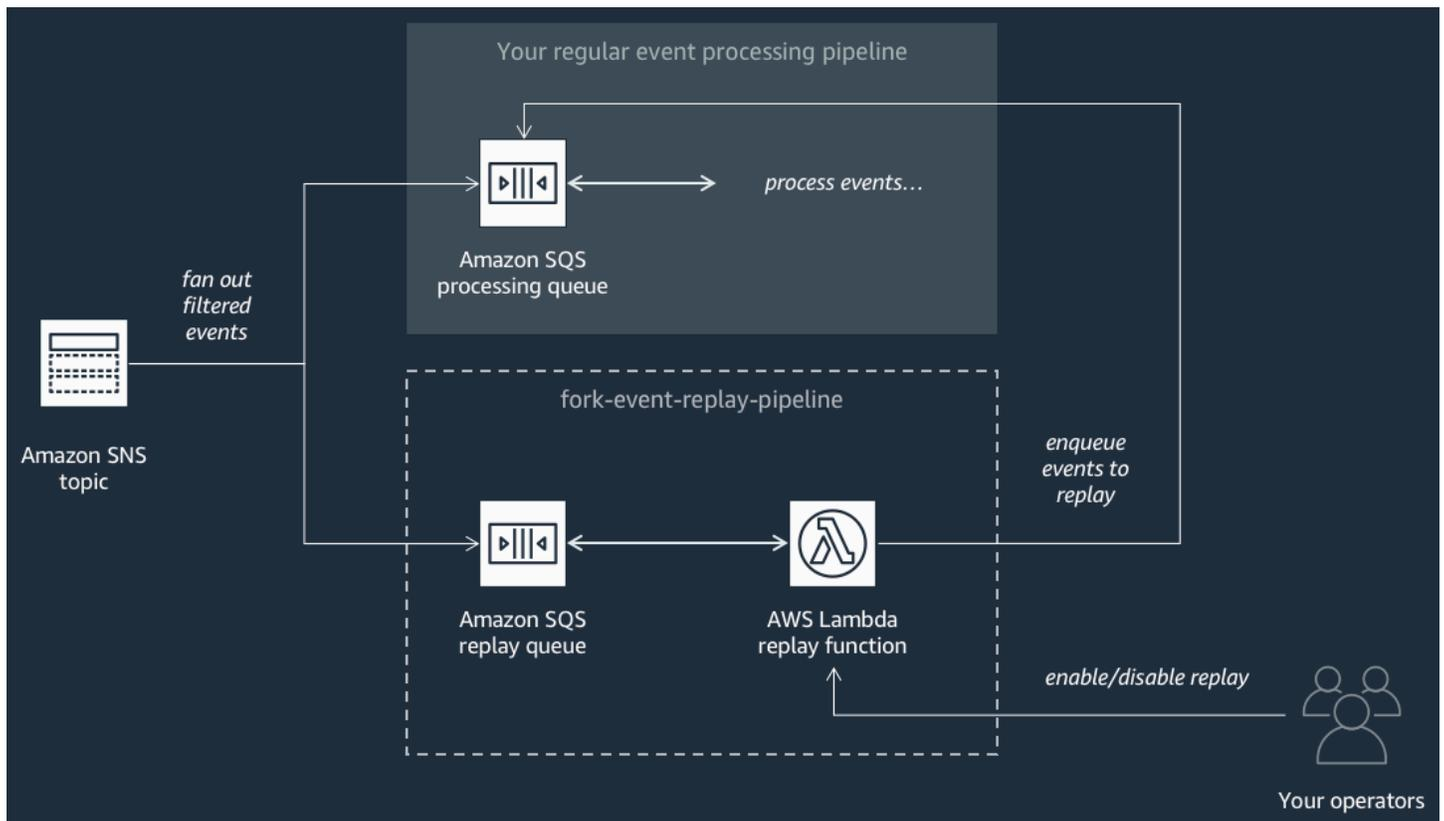 Your regular event processing pipeline
process events...
Amazon SQS
processing queue
fan out
filtered
events
Amazon SNS
topic
fork-event-replay-pipeline
enqueue
events to
replay
Amazon SQS
replay queue
AWS Lambda
replay function
enable/disable replay
Your operators